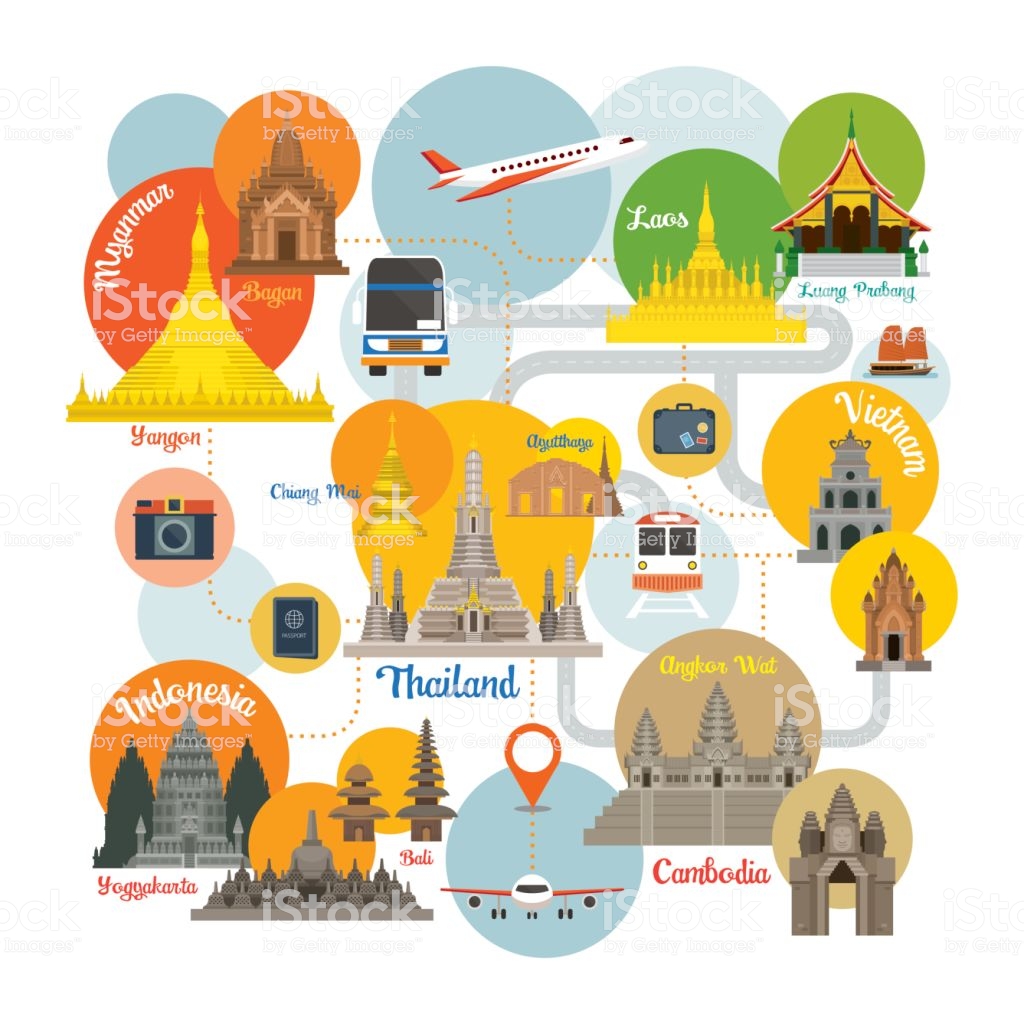 iStock
by Getty Images™
Myanmar
Bagan
Laos
Luang Prabang
Yangon
Vietnam
Chiang Mai
Ayutthaya
PASSPORT
Thailand
Angkor Wat
Indonesia
Yogyakarta
Bali
Cambodia